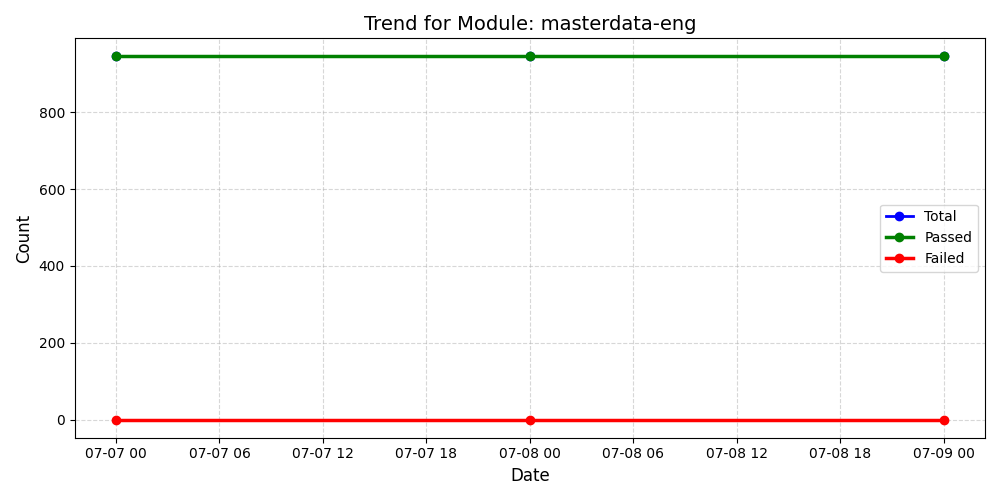 Trend for Module: masterdata-eng
Count
800
600
400
200
0
Total
Passed
Failed
07-07 00 07-07 06 07-07 12 07-07 18 07-08 00 07-08 06 07-08 12 07-08 18 07-09 00
Date